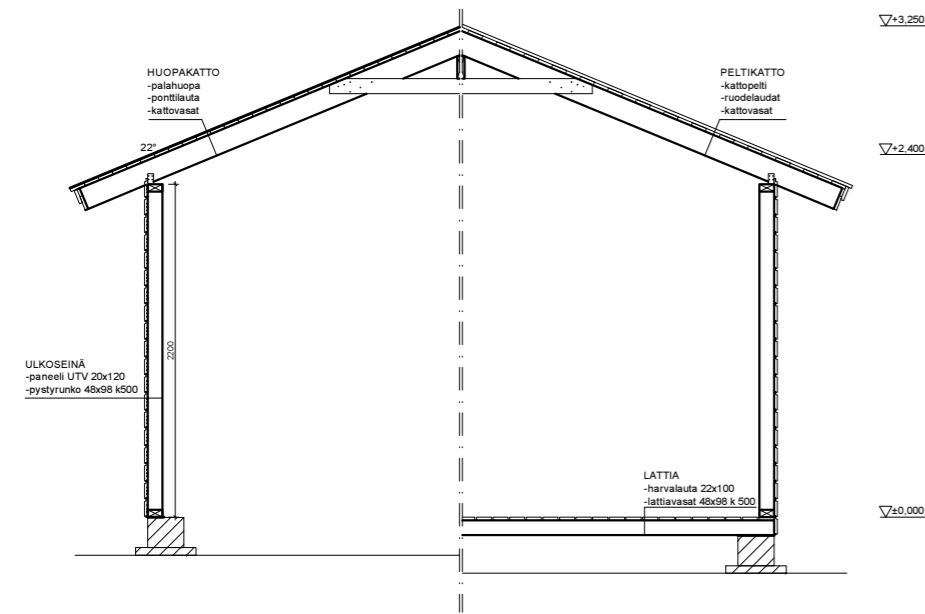 +3,250
HUOPAKATTO
-palahuopa
-ponttilauta
-kattovasat
PELTIKATTO
-kattopelti
-ruodelaudat
-kattovasat
22°
+2,400
2200
ULKOSEINÄ
-paneeli UTV 20x120
-pystyrunko 48x98 k500
LATTIA
-harvalauta 22x100
-lattiavasat 48x98 k 500
±0,000